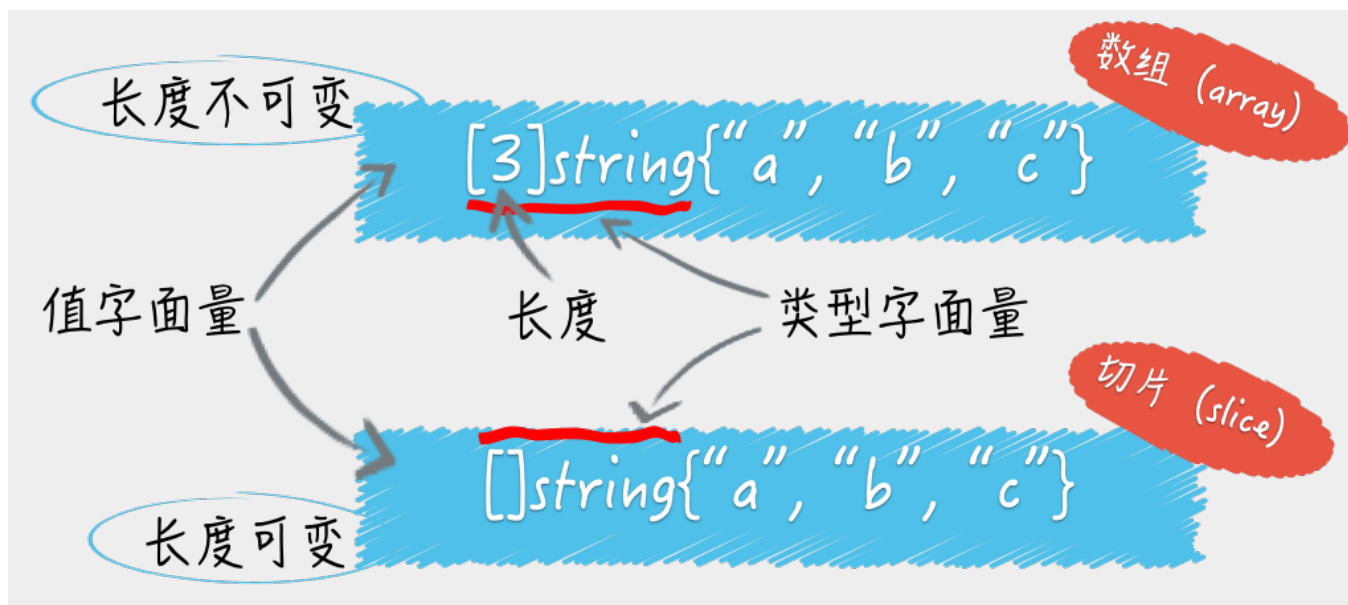 长度不可变
数组 (array)
[3]string{“a”, “b”, “c”}
值字面量
长度
类型字面量
切片 (slice)
[]string{“a”, “b”, “c”}
长度可变